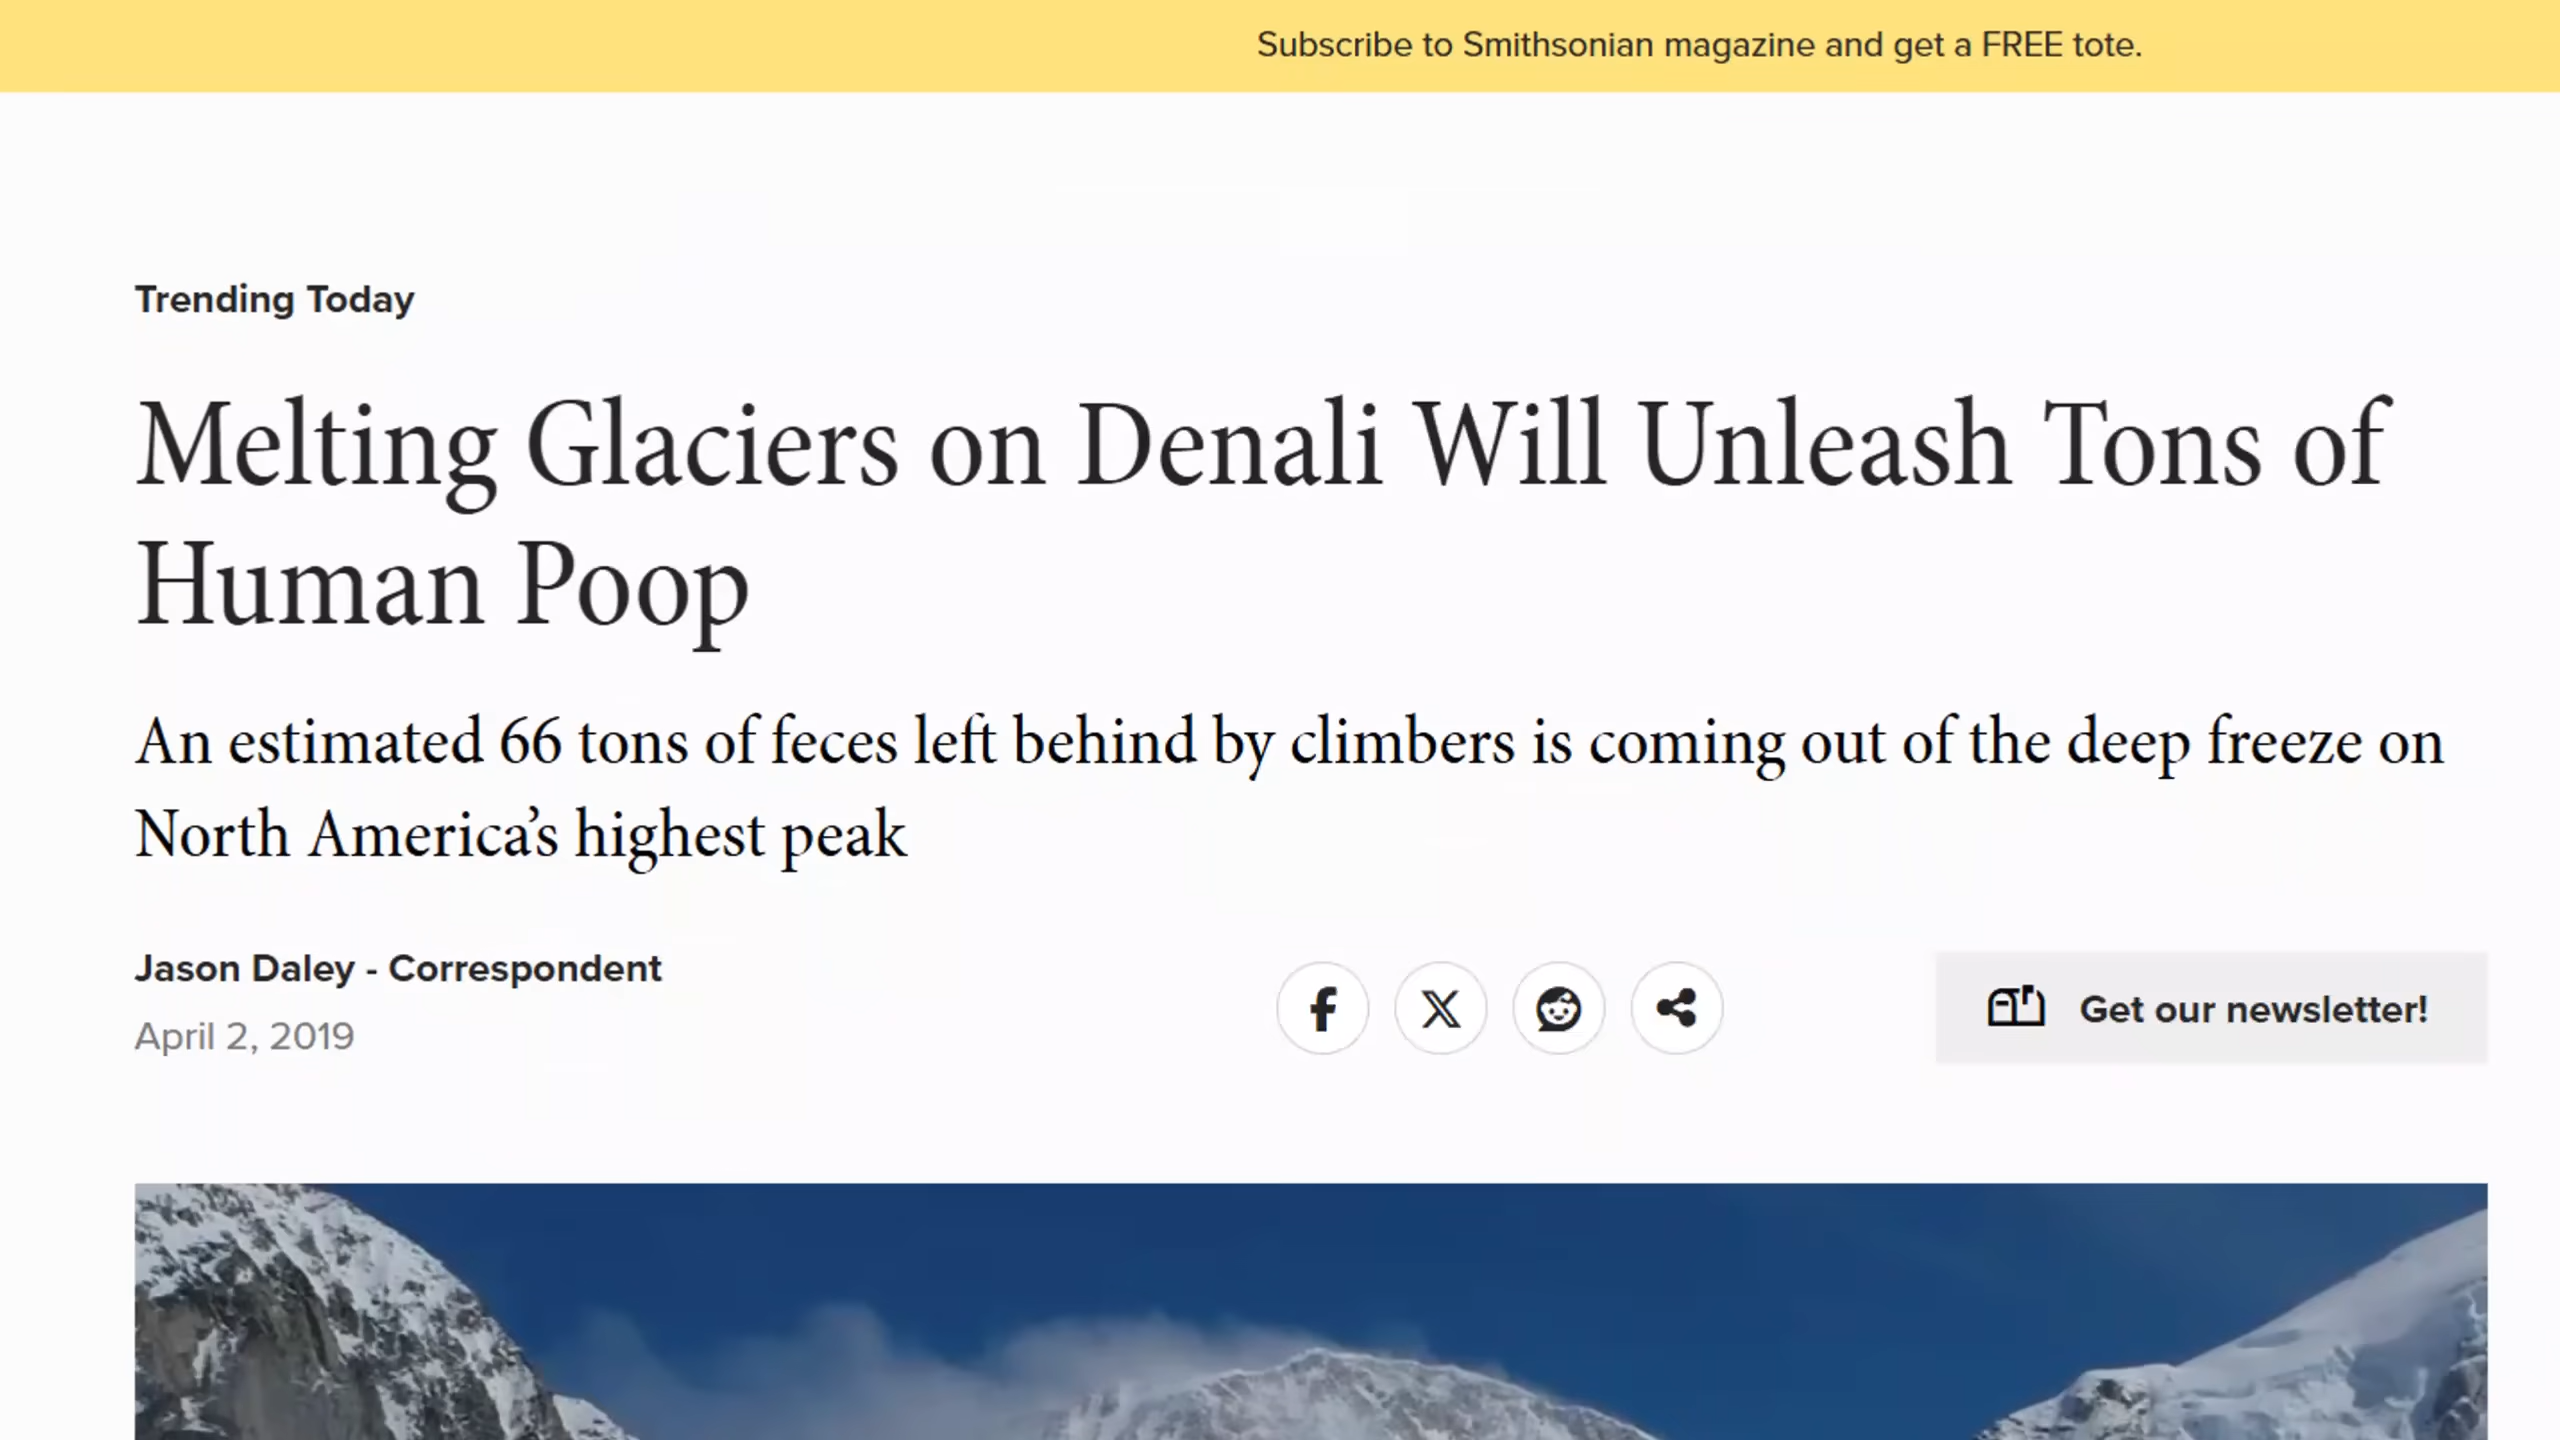 Subscribe to Smithsonian magazine and get a FREE tote.
Trending Today
Melting Glaciers on Denali Will Unleash Tons of
Human Poop
An estimated 66 tons of feces left behind by climbers is coming out of the deep freeze on
North America’s highest peak
Jason Daley - Correspondent
April 2, 2019
Get our newsletter!